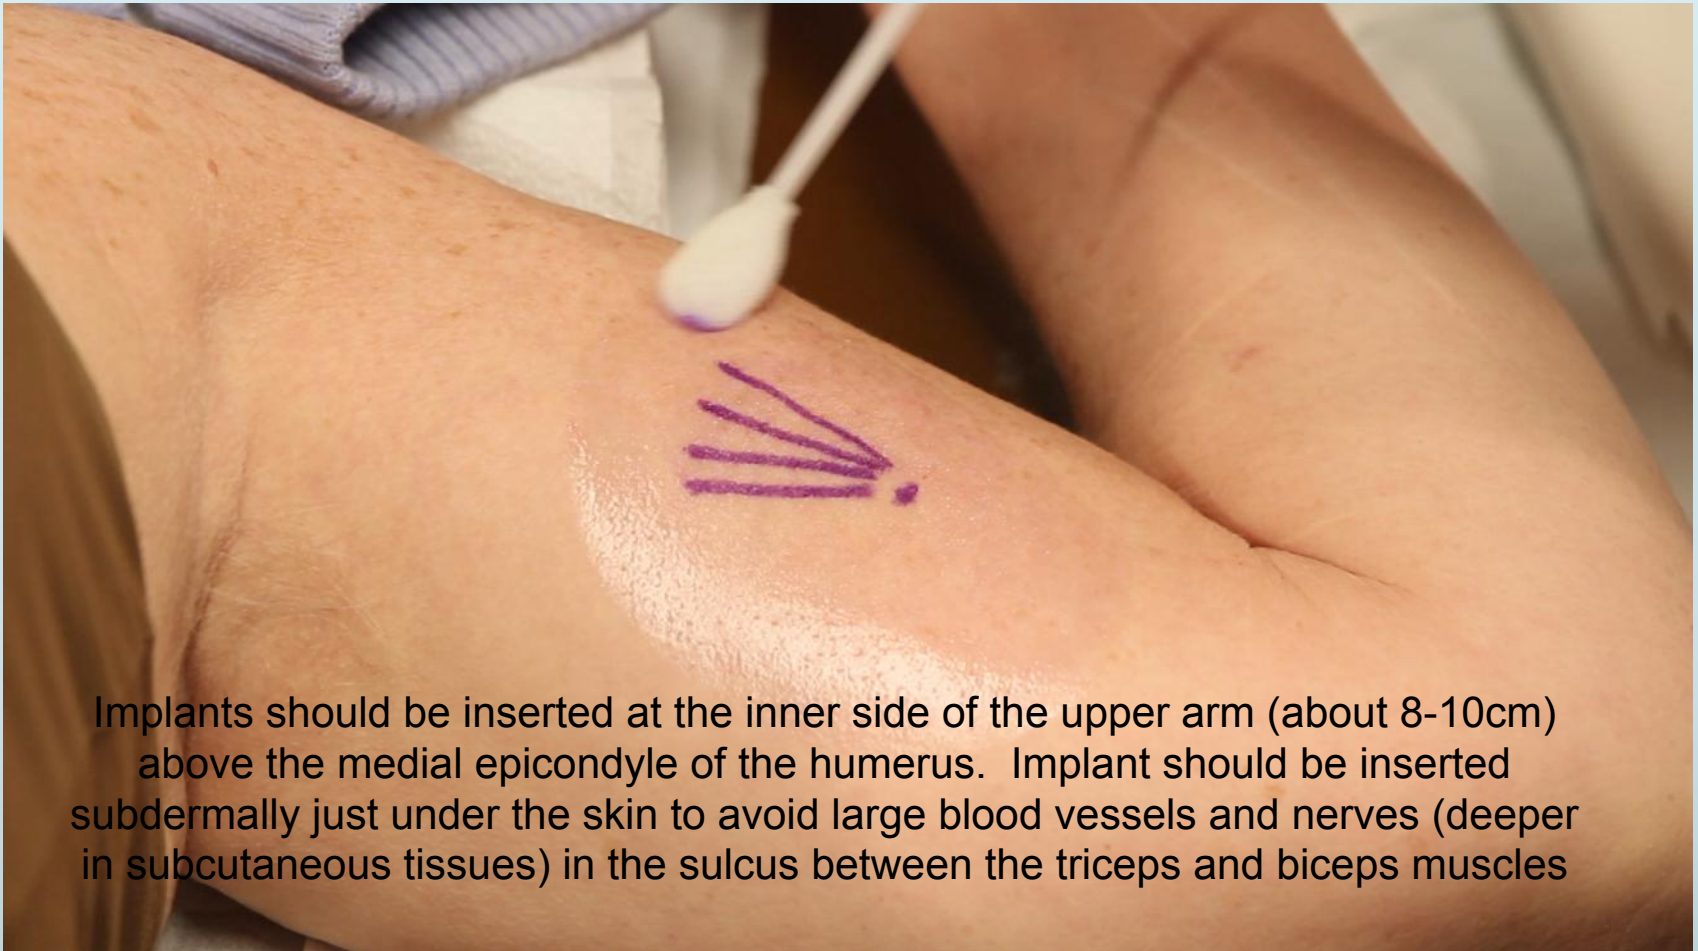 Implants should be inserted at the inner side of the upper arm (about 8-10cm)
above the medial epicondyle of the humerus.  Implant should be inserted
subdermally just under the skin to avoid large blood vessels and nerves (deeper
in subcutaneous tissues) in the sulcus between the triceps and biceps muscles